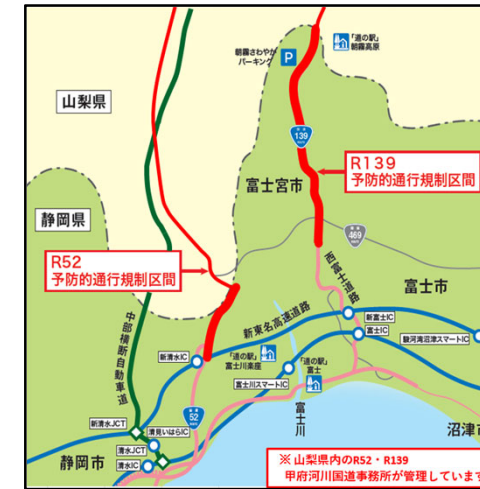 「道の駅」
朝霧高原
朝霧さわやか
パーキング
P
山梨県
139
R139
予防的通行規制区間
富士宮市
静岡県
469
R52
予防的通行規制区間
西富士道路
富士市
中部横断自動車道
新東名高速道路
新富士IC
富士IC
駿河湾沼津スマートIC
新清水IC
「道の駅」
富士川楽座
「道の駅」
富士
富士川スマートIC
52
富士川
新清水JCT
清見いはらIC
沼津市
清水JCT
静岡市
清水IC
※ 山梨県内のR52・R139
甲府河川国道事務所が管理しています